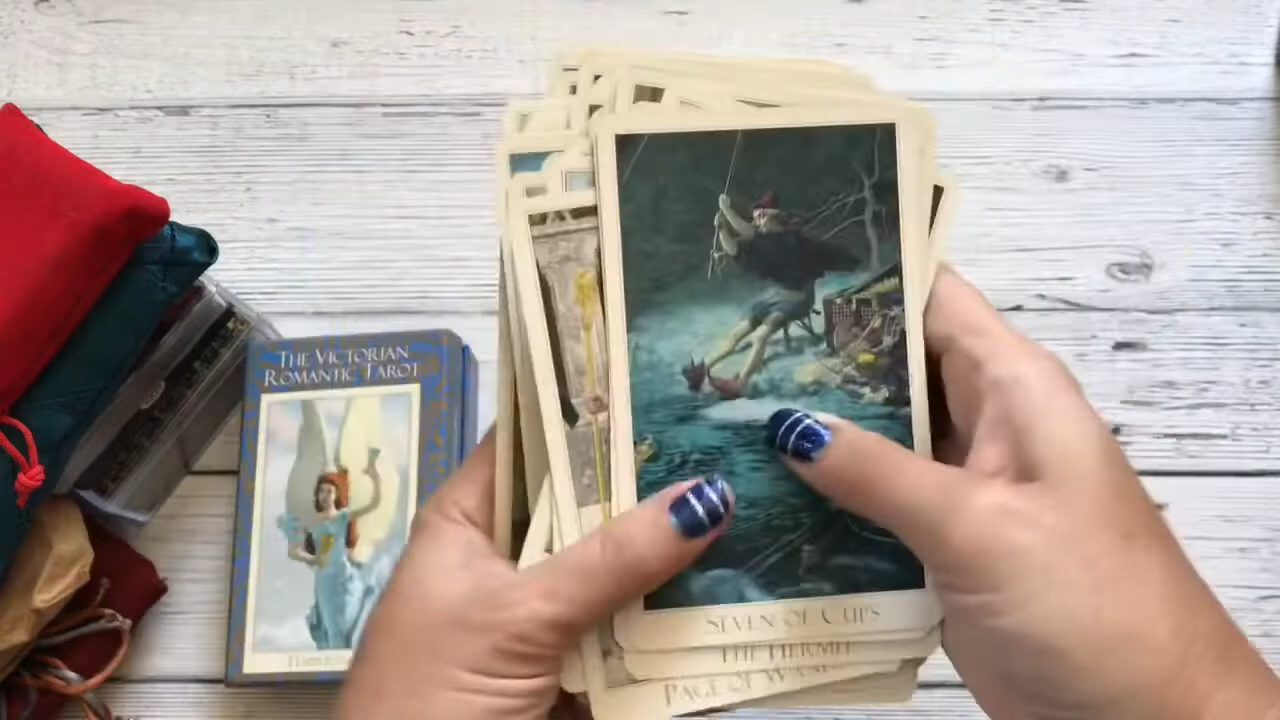 THE VICTORIAN
ROMANTIC TAROT
SEVEN OF CUPS
THE HERMIT
PAGE OF WANDS